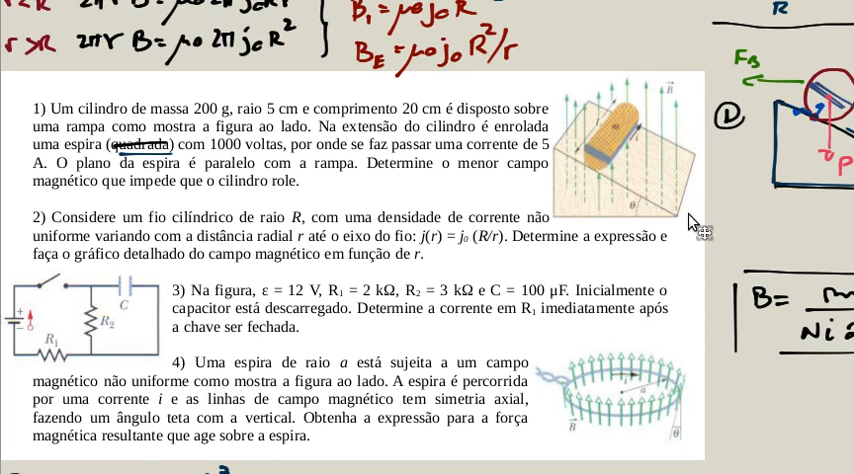 r>R 2πr B = μ₀ 2π j₀ R² B_E = μ₀ j₀ R²/r
B₁ = μ₀ j₀ R
R
F_B
1) Um cilindro de massa 200 g, raio 5 cm e comprimento 20 cm é disposto sobre
uma rampa como mostra a figura ao lado. Na extensão do cilindro é enrolada
uma espira (quadrada) com 1000 voltas, por onde se faz passar uma corrente de 5
A. O plano da espira é paralelo com a rampa. Determine o menor campo
magnético que impede que o cilindro role.
B
m
i
θ
①
P
2) Considere um fio cilíndrico de raio R, com uma densidade de corrente não
uniforme variando com a distância radial r até o eixo do fio: j(r) = j₀ (R/r). Determine a expressão e
faça o gráfico detalhado do campo magnético em função de r.
3) Na figura, ε = 12 V, R₁ = 2 kΩ, R₂ = 3 kΩ e C = 100 μF. Inicialmente o
capacitor está descarregado. Determine a corrente em R₁ imediatamente após
a chave ser fechada.
C
R₂
R₁
B = m
Ni 2
4) Uma espira de raio a está sujeita a um campo
magnético não uniforme como mostra a figura ao lado. A espira é percorrida
por uma corrente i e as linhas de campo magnético tem simetria axial,
fazendo um ângulo teta com a vertical. Obtenha a expressão para a força
magnética resultante que age sobre a espira.
i
a
B
θ